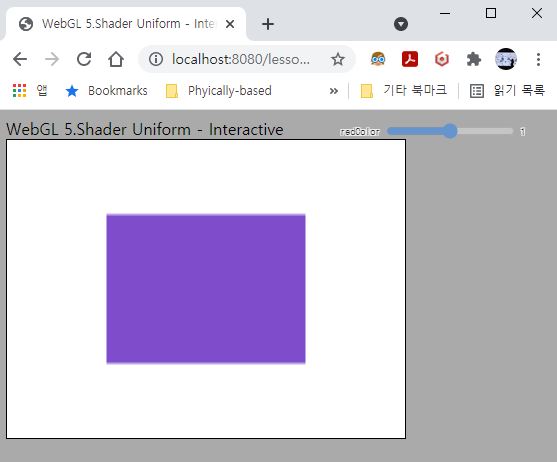 WebGL 5.Shader Uniform - Inte
localhost:8080/lesso...
앱 Bookmarks Phyically-based » 기타 북마크 읽기 목록
WebGL 5.Shader Uniform - Interactive redColor 1